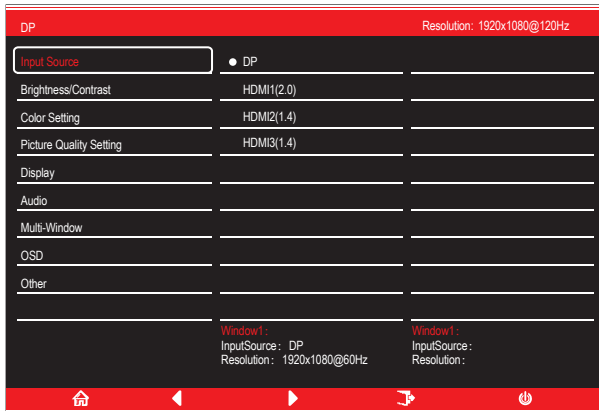 DP
Resolution: 1920x1080@120Hz
Input Source
DP
Brightness/Contrast
HDMI1(2.0)
Color Setting
HDMI2(1.4)
Picture Quality Setting
HDMI3(1.4)
Display
Audio
Multi-Window
OSD
Other
Window1:
InputSource: DP
Resolution: 1920x1080@60Hz
Window1:
InputSource:
Resolution: